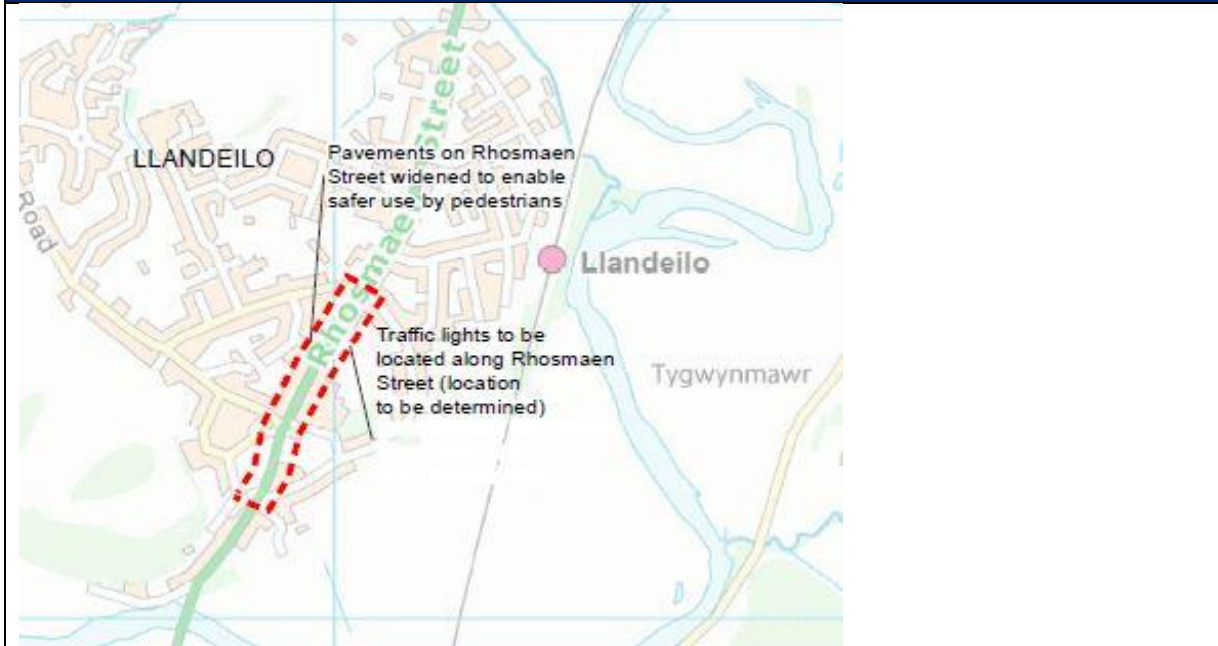 Rhosmaen Street
LLANDEILO
Pavements on Rhosmaen
Street widened to enable
safer use by pedestrians
Road
Llandeilo
Traffic lights to be
located along Rhosmaen
Street (location
to be determined)
Tygwynmawr